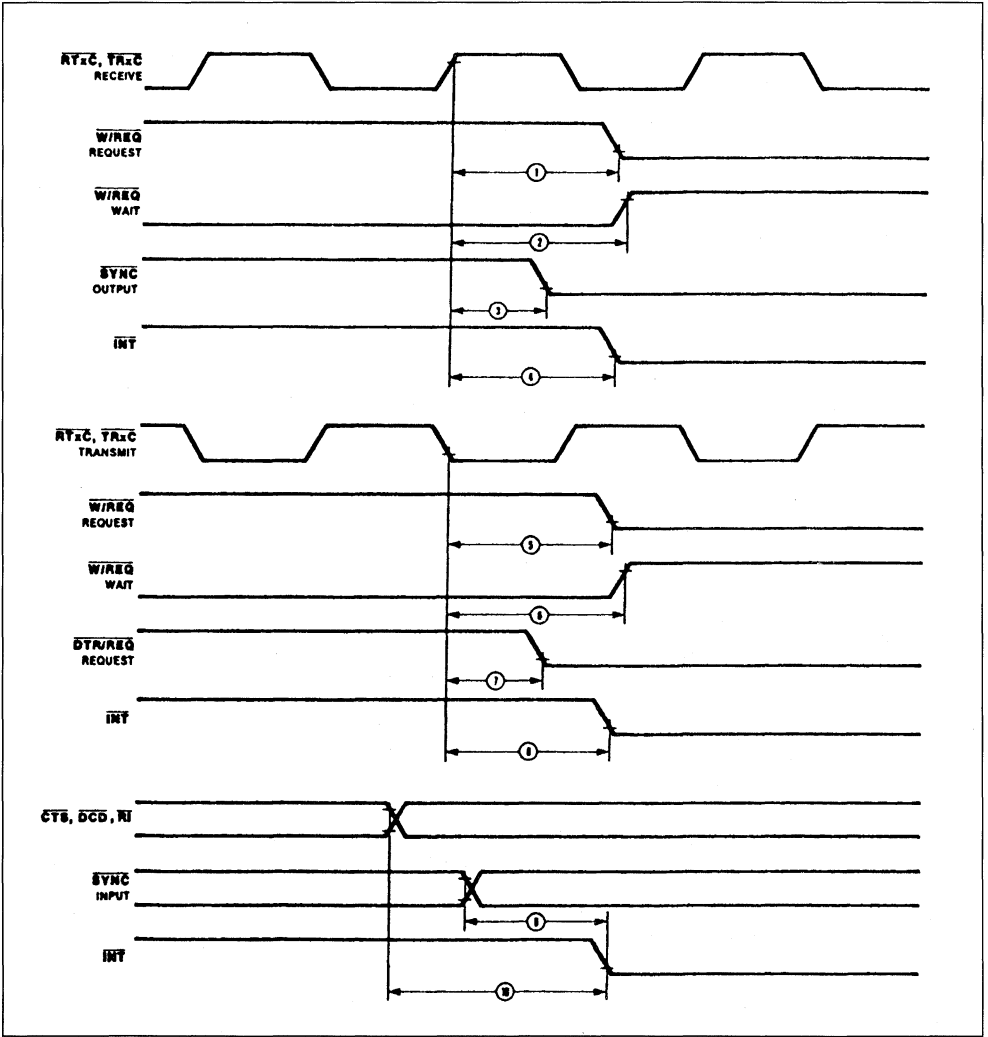 RTxC, TRxC
RECEIVE
W/REQ
REQUEST
1
W/REQ
WAIT
2
SYNC
OUTPUT
3
INT
4
RTxC, TRxC
TRANSMIT
W/REQ
REQUEST
5
W/REQ
WAIT
6
DTR/REQ
REQUEST
7
INT
8
CTS, DCD, RI
SYNC
INPUT
9
INT
10